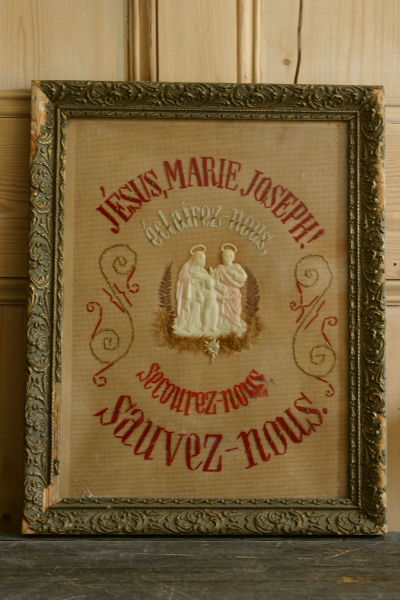 JÉSUS, MARIE JOSEPH!
éclairez-nous,
secourez-nous
sauvez-nous.